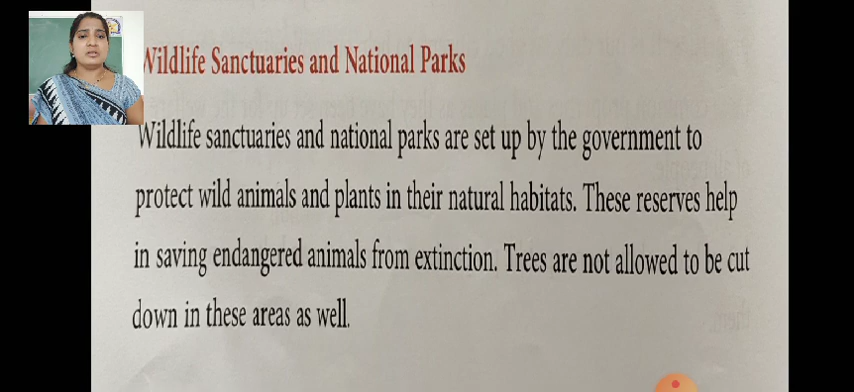 Wildlife Sanctuaries and National Parks
Wildlife sanctuaries and national parks are set up by the government to
protect wild animals and plants in their natural habitats. These reserves help
in saving endangered animals from extinction. Trees are not allowed to be cut
down in these areas as well.